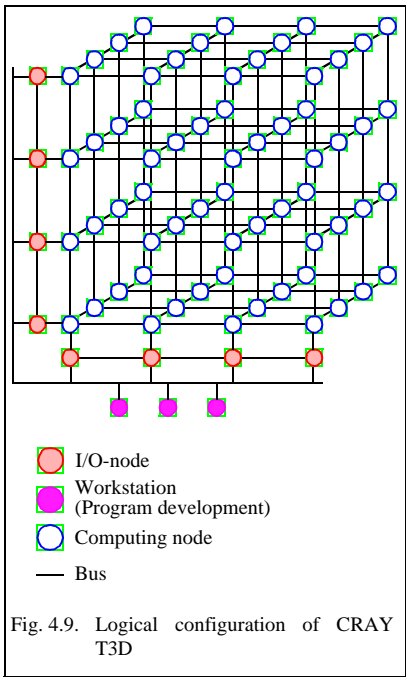 I/O-node
Workstation
(Program development)
Computing node
Bus
Fig. 4.9. Logical configuration of CRAY
T3D